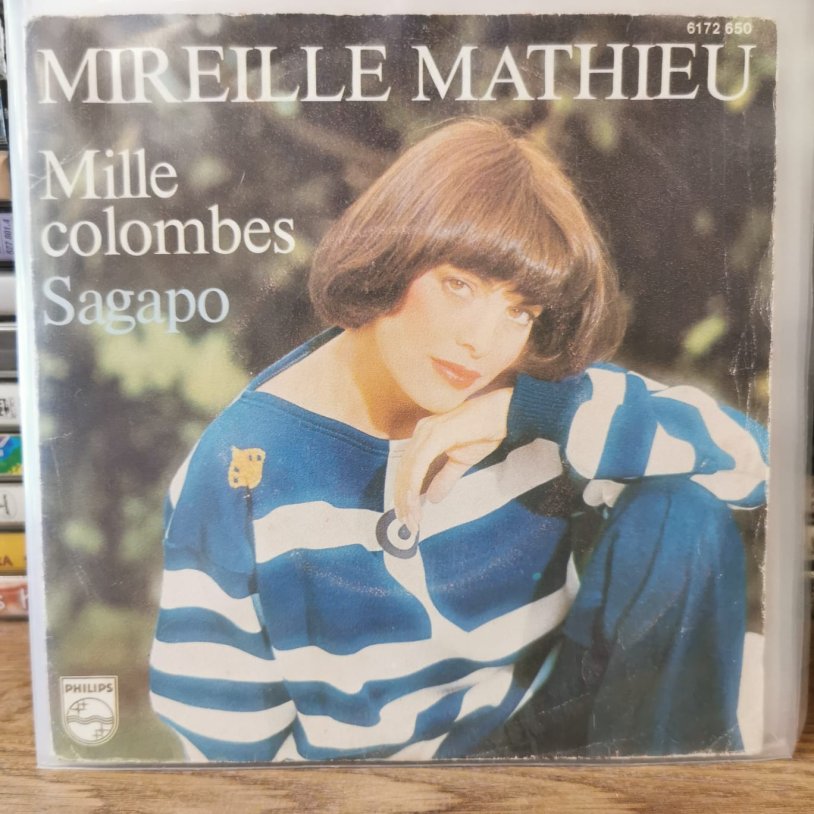 6172 650
MIREILLE MATHIEU
Mille
colombes
Sagapo
PHILIPS